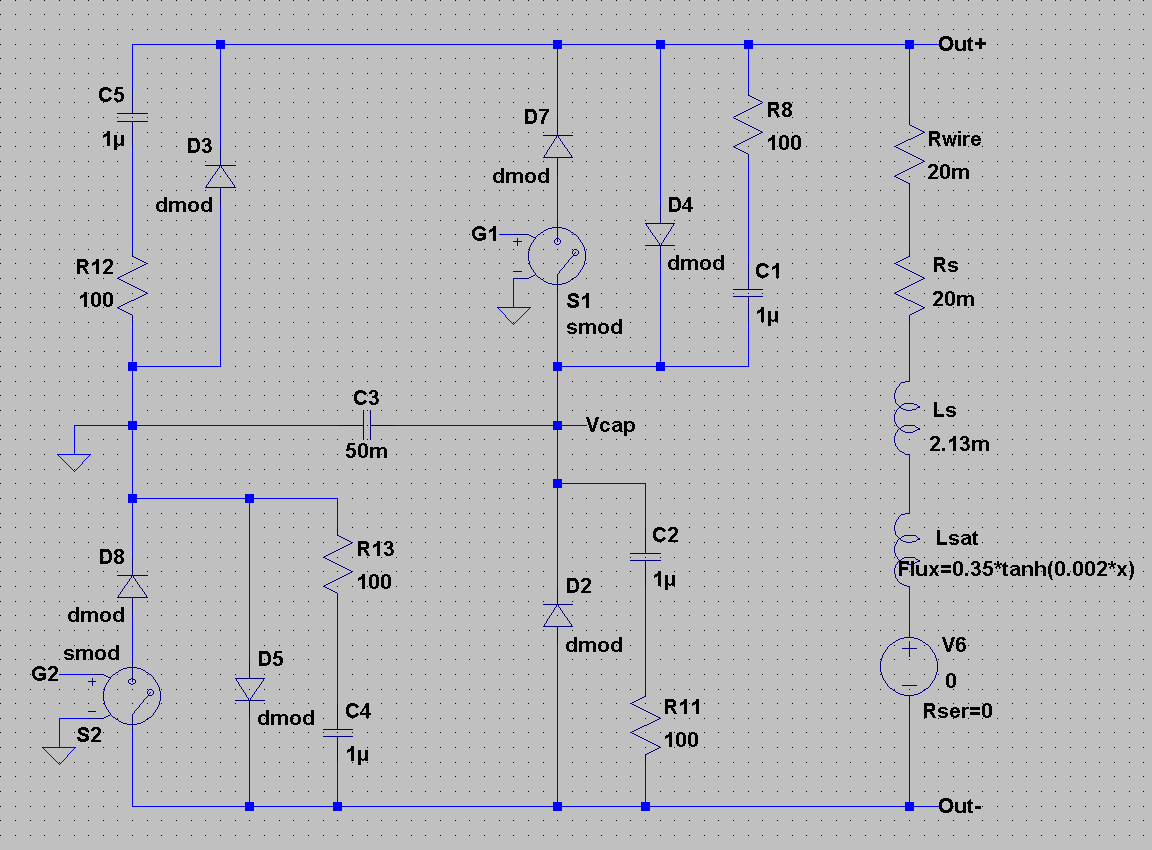 Out+
C5
1µ
D3
dmod
D7
dmod
R8
100
Rwire
20m
D4
dmod
G1
+
−
S1
smod
R12
100
C1
1µ
Rs
20m
C3
50m
Vcap
Ls
2.13m
D8
dmod
R13
100
C2
1µ
Lsat
Flux=0.35*tanh(0.002*x)
D2
dmod
smod
G2
+
−
S2
D5
dmod
C4
1µ
R11
100
+
−
V6
0
Rser=0
Out-